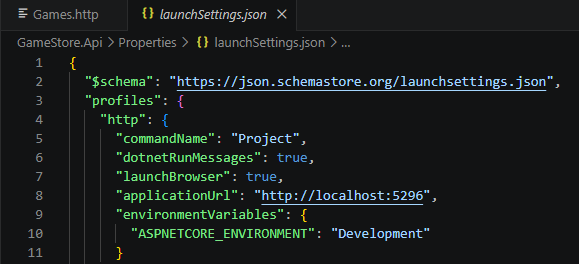 Games.http
{} launchSettings.json ×
GameStore.Api > Properties > {} launchSettings.json > ...
1 {
2 "$schema": "https://json.schemastore.org/launchsettings.json",
3 "profiles": {
4 "http": {
5 "commandName": "Project",
6 "dotnetRunMessages": true,
7 "launchBrowser": true,
8 "applicationUrl": "http://localhost:5296",
9 "environmentVariables": {
10 "ASPNETCORE_ENVIRONMENT": "Development"
11 }